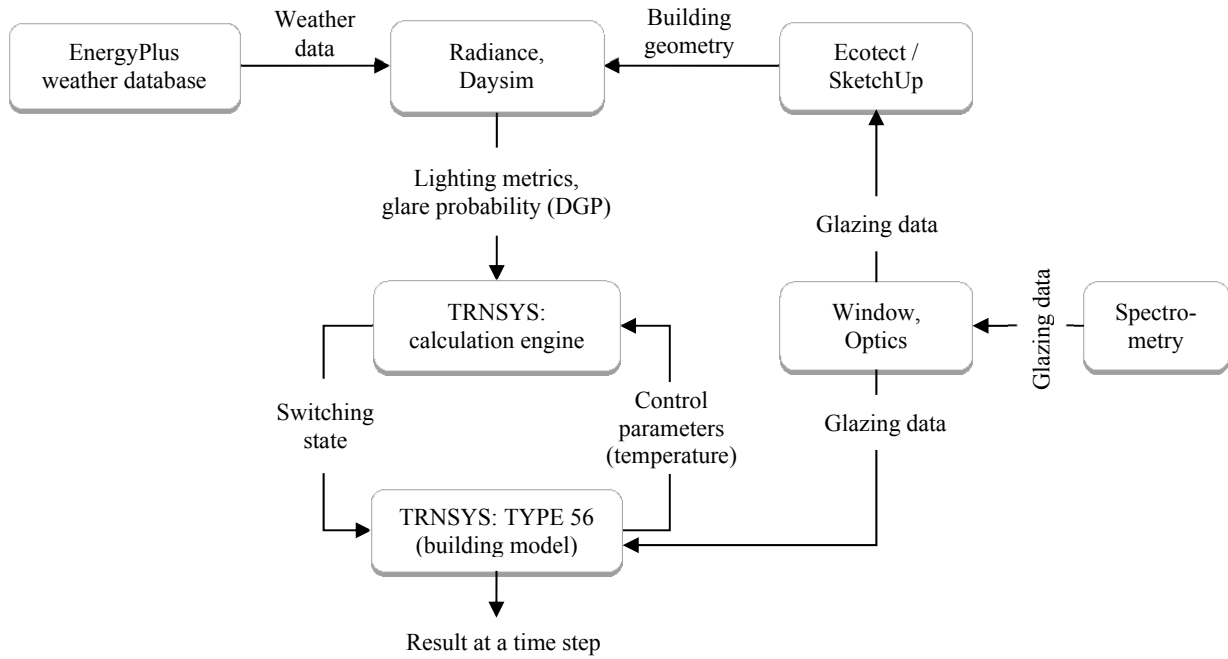 Weather
data
Building
geometry
EnergyPlus
weather database
Radiance,
Daysim
Ecotect /
SketchUp
Lighting metrics,
glare probability (DGP)
Glazing data
TRNSYS:
calculation engine
Window,
Optics
Glazing data
Spectro-
metry
Switching
state
Control
parameters
(temperature)
Glazing data
TRNSYS: TYPE 56
(building model)
Result at a time step